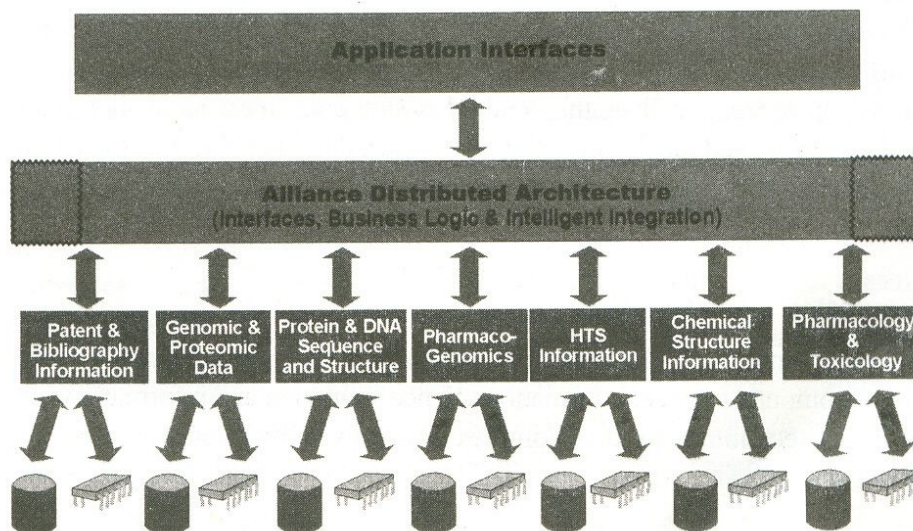 Application Interfaces
Alliance Distributed Architecture
(Interfaces, Business Logic & Intelligent Integration)
Patent &
Bibliography
Information
Genomic &
Proteomic
Data
Protein & DNA
Sequence
and Structure
Pharmaco-
Genomics
HTS
Information
Chemical
Structure
Information
Pharmacology
&
Toxicology